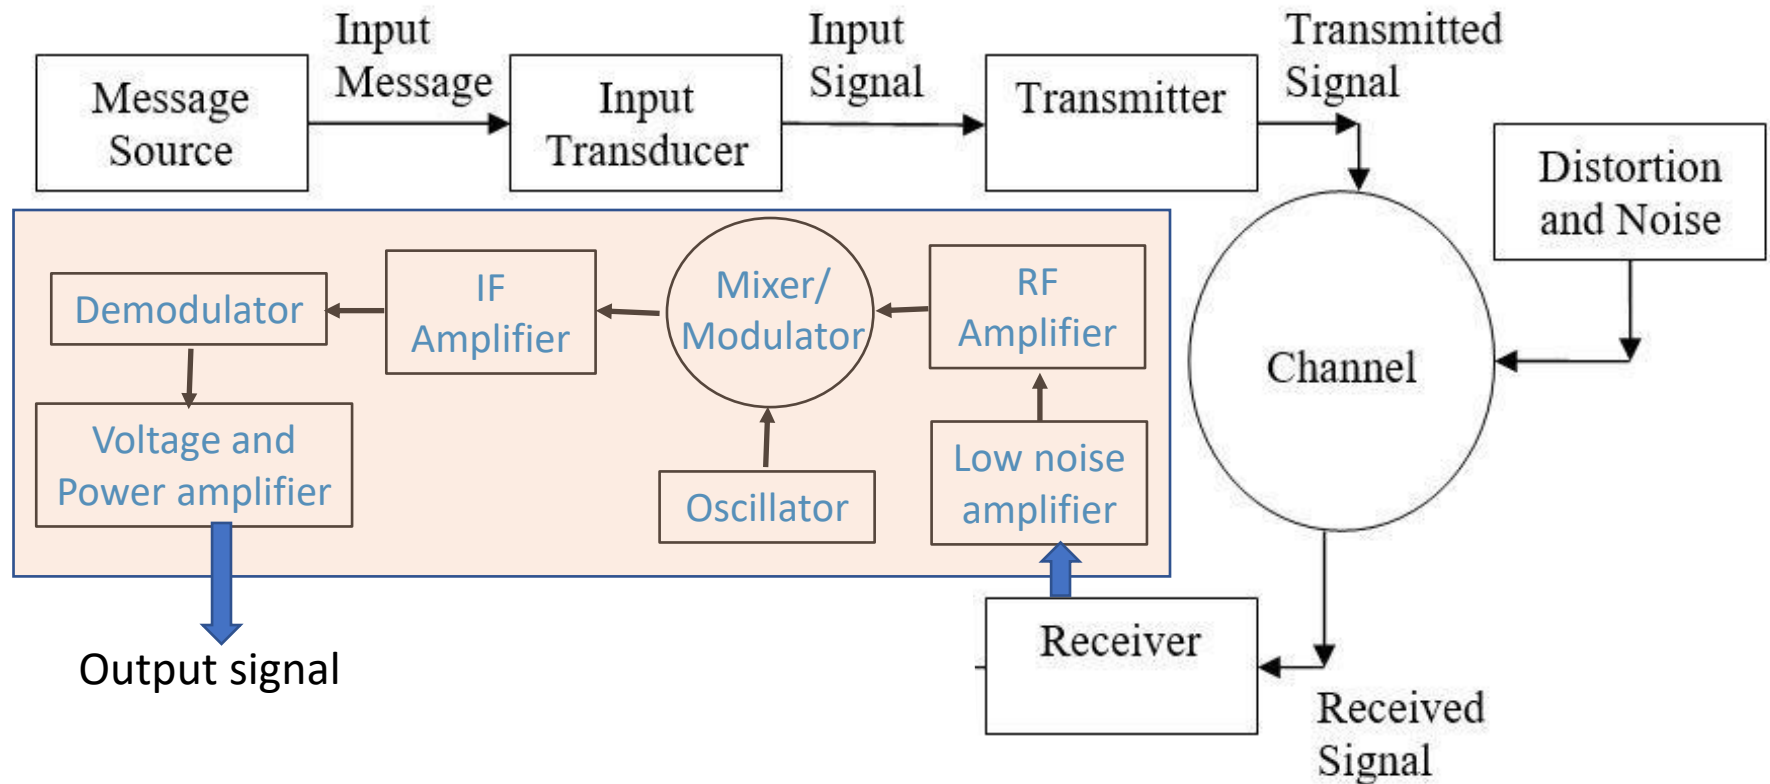 Message
Source
Input
Message
Input
Transducer
Input
Signal
Transmitter
Transmitted
Signal
Distortion
and Noise
Channel
Demodulator
IF
Amplifier
Mixer/
Modulator
RF
Amplifier
Voltage and
Power amplifier
Oscillator
Low noise
amplifier
Output signal
Receiver
Received
Signal